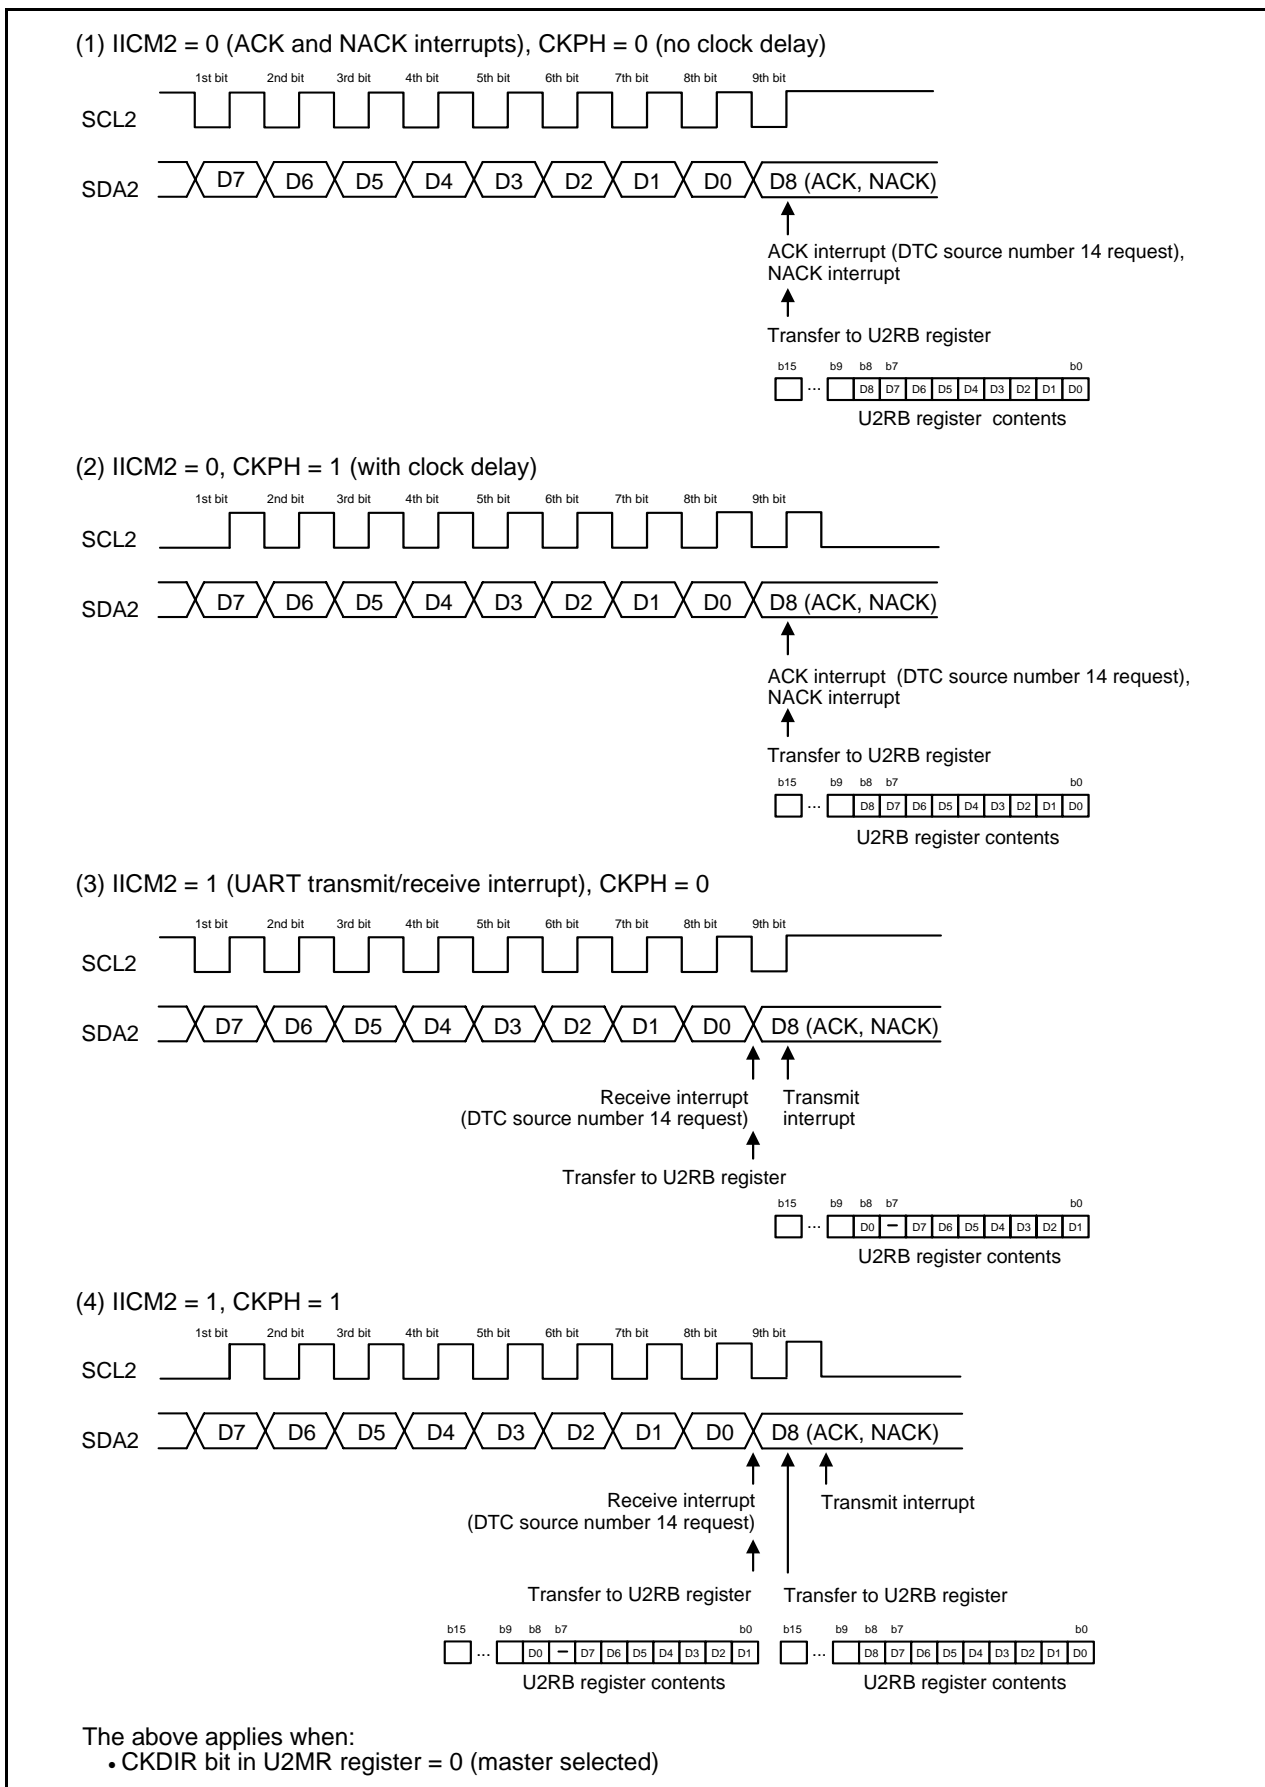 (1) IICM2 = 0 (ACK and NACK interrupts), CKPH = 0 (no clock delay)
1st bit 2nd bit 3rd bit 4th bit 5th bit 6th bit 7th bit 8th bit 9th bit
SCL2
SDA2 D7 D6 D5 D4 D3 D2 D1 D0 D8 (ACK, NACK)
ACK interrupt (DTC source number 14 request),
NACK interrupt
Transfer to U2RB register
b15 b9 b8 b7 b0
... D8 D7 D6 D5 D4 D3 D2 D1 D0
U2RB register contents
(2) IICM2 = 0, CKPH = 1 (with clock delay)
1st bit 2nd bit 3rd bit 4th bit 5th bit 6th bit 7th bit 8th bit 9th bit
SCL2
SDA2 D7 D6 D5 D4 D3 D2 D1 D0 D8 (ACK, NACK)
ACK interrupt (DTC source number 14 request),
NACK interrupt
Transfer to U2RB register
b15 b9 b8 b7 b0
... D8 D7 D6 D5 D4 D3 D2 D1 D0
U2RB register contents
(3) IICM2 = 1 (UART transmit/receive interrupt), CKPH = 0
1st bit 2nd bit 3rd bit 4th bit 5th bit 6th bit 7th bit 8th bit 9th bit
SCL2
SDA2 D7 D6 D5 D4 D3 D2 D1 D0 D8 (ACK, NACK)
Receive interrupt Transmit
(DTC source number 14 request) interrupt
Transfer to U2RB register
b15 b9 b8 b7 b0
... D0 – D7 D6 D5 D4 D3 D2 D1
U2RB register contents
(4) IICM2 = 1, CKPH = 1
1st bit 2nd bit 3rd bit 4th bit 5th bit 6th bit 7th bit 8th bit 9th bit
SCL2
SDA2 D7 D6 D5 D4 D3 D2 D1 D0 D8 (ACK, NACK)
Receive interrupt Transmit interrupt
(DTC source number 14 request)
Transfer to U2RB register Transfer to U2RB register
b15 b9 b8 b7 b0 b15 b9 b8 b7 b0
... D0 – D7 D6 D5 D4 D3 D2 D1 ... D8 D7 D6 D5 D4 D3 D2 D1 D0
U2RB register contents U2RB register contents
The above applies when:
• CKDIR bit in U2MR register = 0 (master selected)